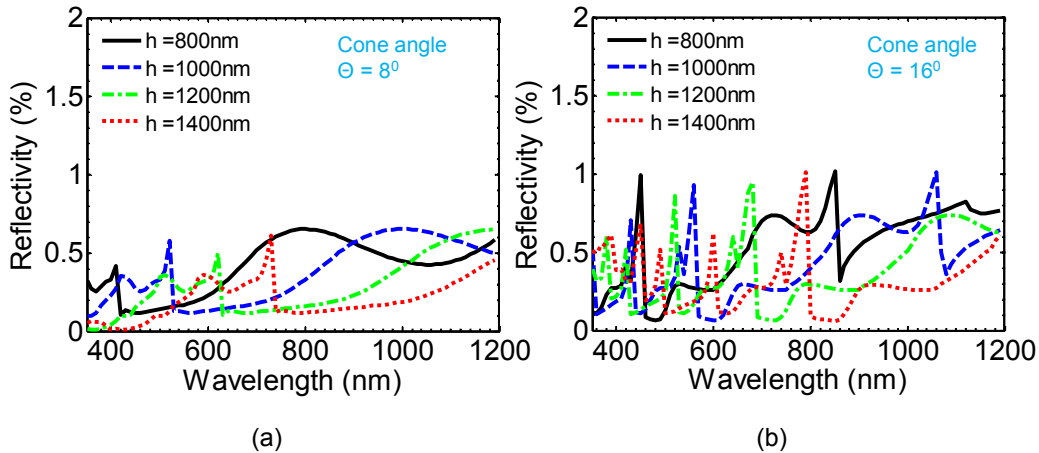 2
1.5
1
0.5
0
Reflectivity (%)
h =800nm
h =1000nm
h =1200nm
h =1400nm
Cone angle
Θ = 8⁰
400 600 800 1000 1200
Wavelength (nm)
(a)
2
1.5
1
0.5
0
Reflectivity (%)
h =800nm
h =1000nm
h =1200nm
h =1400nm
Cone angle
Θ = 16⁰
400 600 800 1000 1200
Wavelength (nm)
(b)